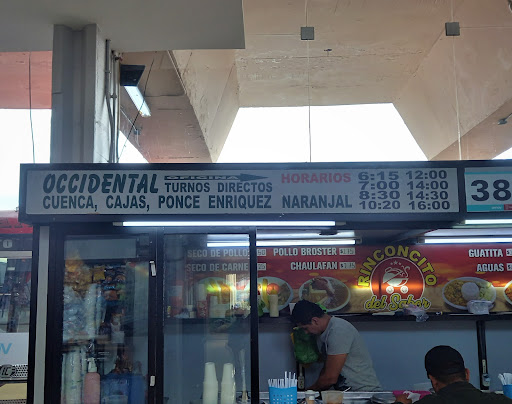 OCCIDENTAL OFICINA HORARIOS 6:15 12:00
TURNOS DIRECTOS 7:00 14:00
8:30 14:30
CUENCA, CAJAS, PONCE ENRIQUEZ NARANJAL 10:20 16:00
38
SECO DE POLLO
SECO DE CARNE
POLLO BROSTER
CHAULAFAN
RINCONCITO
del Sabor
GUATITA
AGUAS